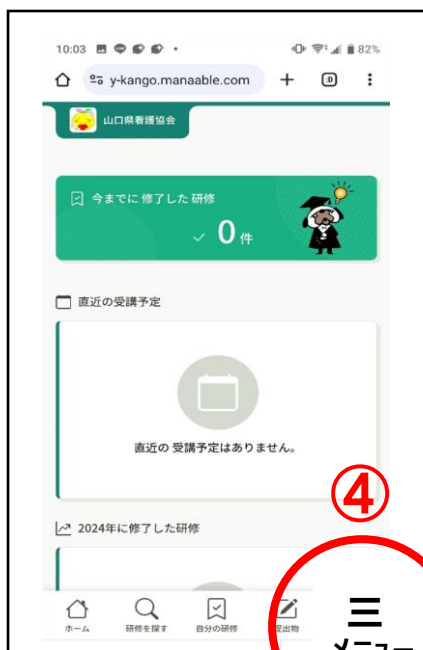 10:03
82%
y-kango.manaable.com
山口県看護協会
今までに修了した研修
0 件
直近の受講予定
直近の 受講予定はありません。
④
2024年に修了した研修
ホーム
研修を探す
自分の研修
提出物
メニュー